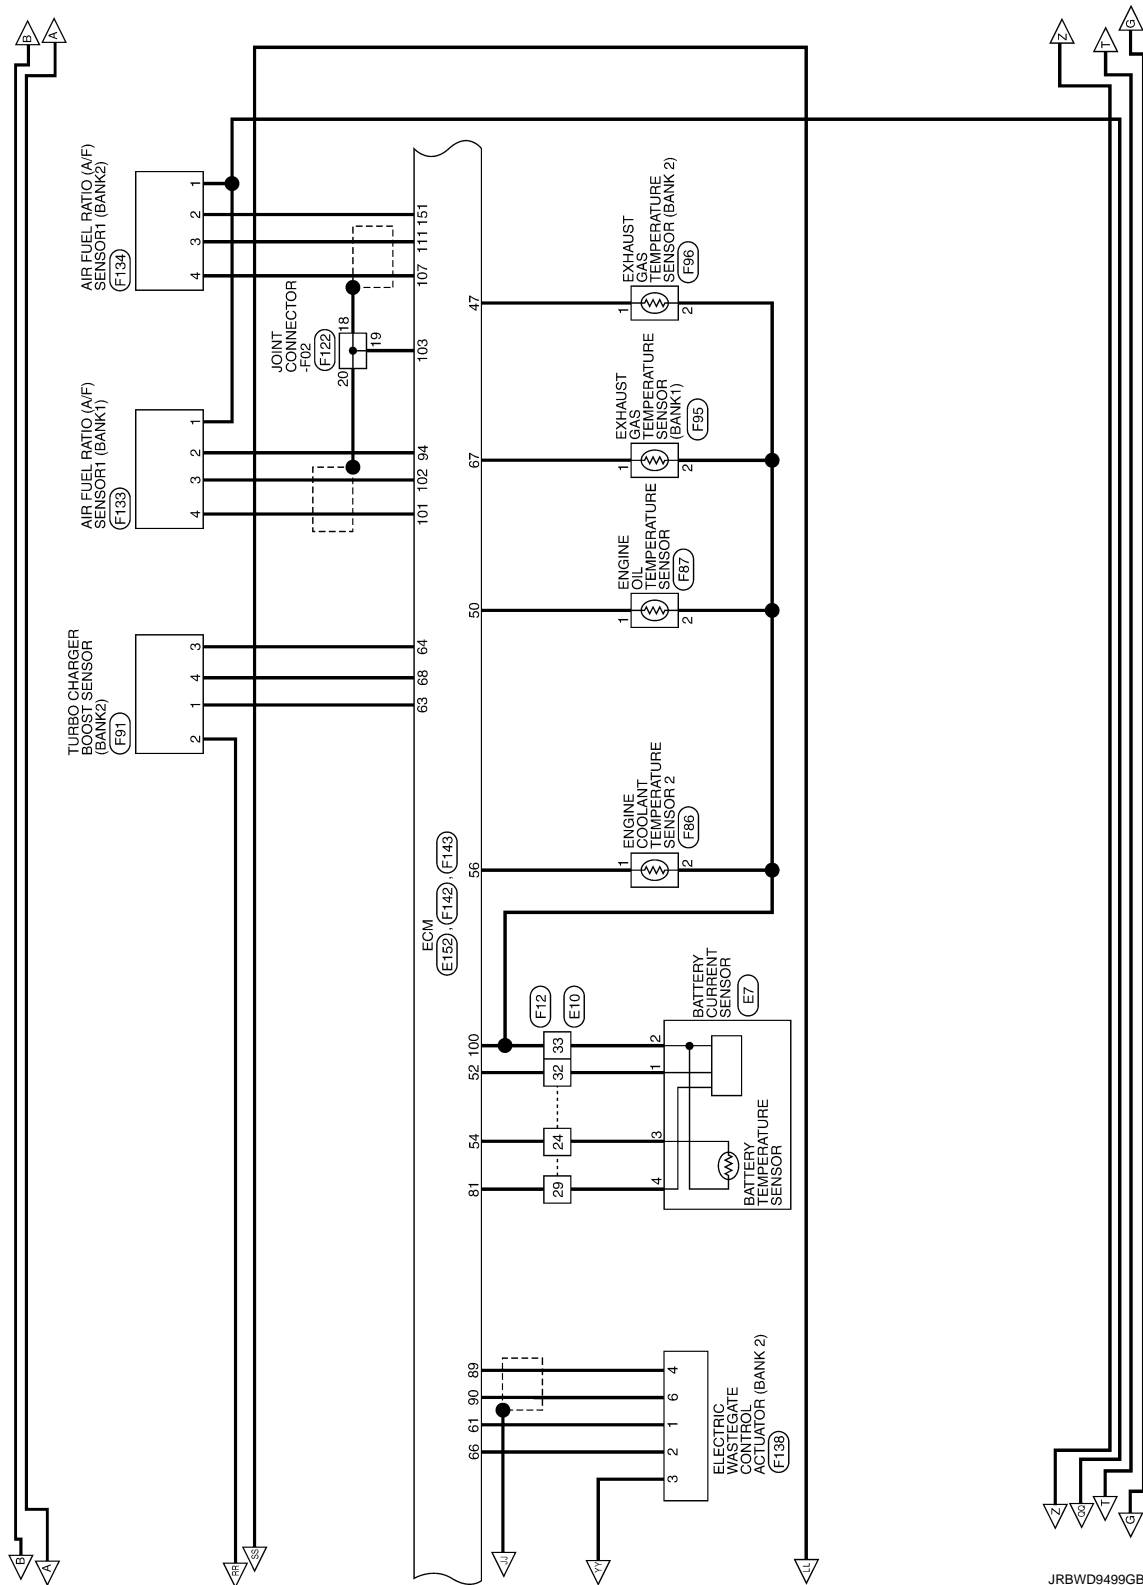 B
A
Z
T
G
AIR FUEL RATIO (A/F)
SENSOR1 (BANK2)
F134
1
2
3
4
151
111
107
JOINT
CONNECTOR
-F02
F122
18
19
20
103
AIR FUEL RATIO (A/F)
SENSOR1 (BANK1)
F133
1
2
3
4
94
102
101
TURBO CHARGER
BOOST SENSOR
(BANK2)
F91
3
4
1
2
64
68
63
ECM
E152 , F142 , F143
47
EXHAUST
GAS
TEMPERATURE
SENSOR (BANK 2)
F96
1
2
67
EXHAUST
GAS
TEMPERATURE
SENSOR
(BANK1)
F95
1
2
50
ENGINE
OIL
TEMPERATURE
SENSOR
F87
1
2
56
ENGINE
COOLANT
TEMPERATURE
SENSOR 2
F86
1
2
100
52
54
81
F12
E10
33
32
24
29
2
1
3
4
BATTERY
CURRENT
SENSOR
E7
BATTERY
TEMPERATURE
SENSOR
89
90
61
66
4
6
1
2
3
ELECTRIC
WASTEGATE
CONTROL
ACTUATOR (BANK 2)
F138
B
A
RR
SS
JJ
YY
LL
Z
QQ
T
G
JRBWD9499GB